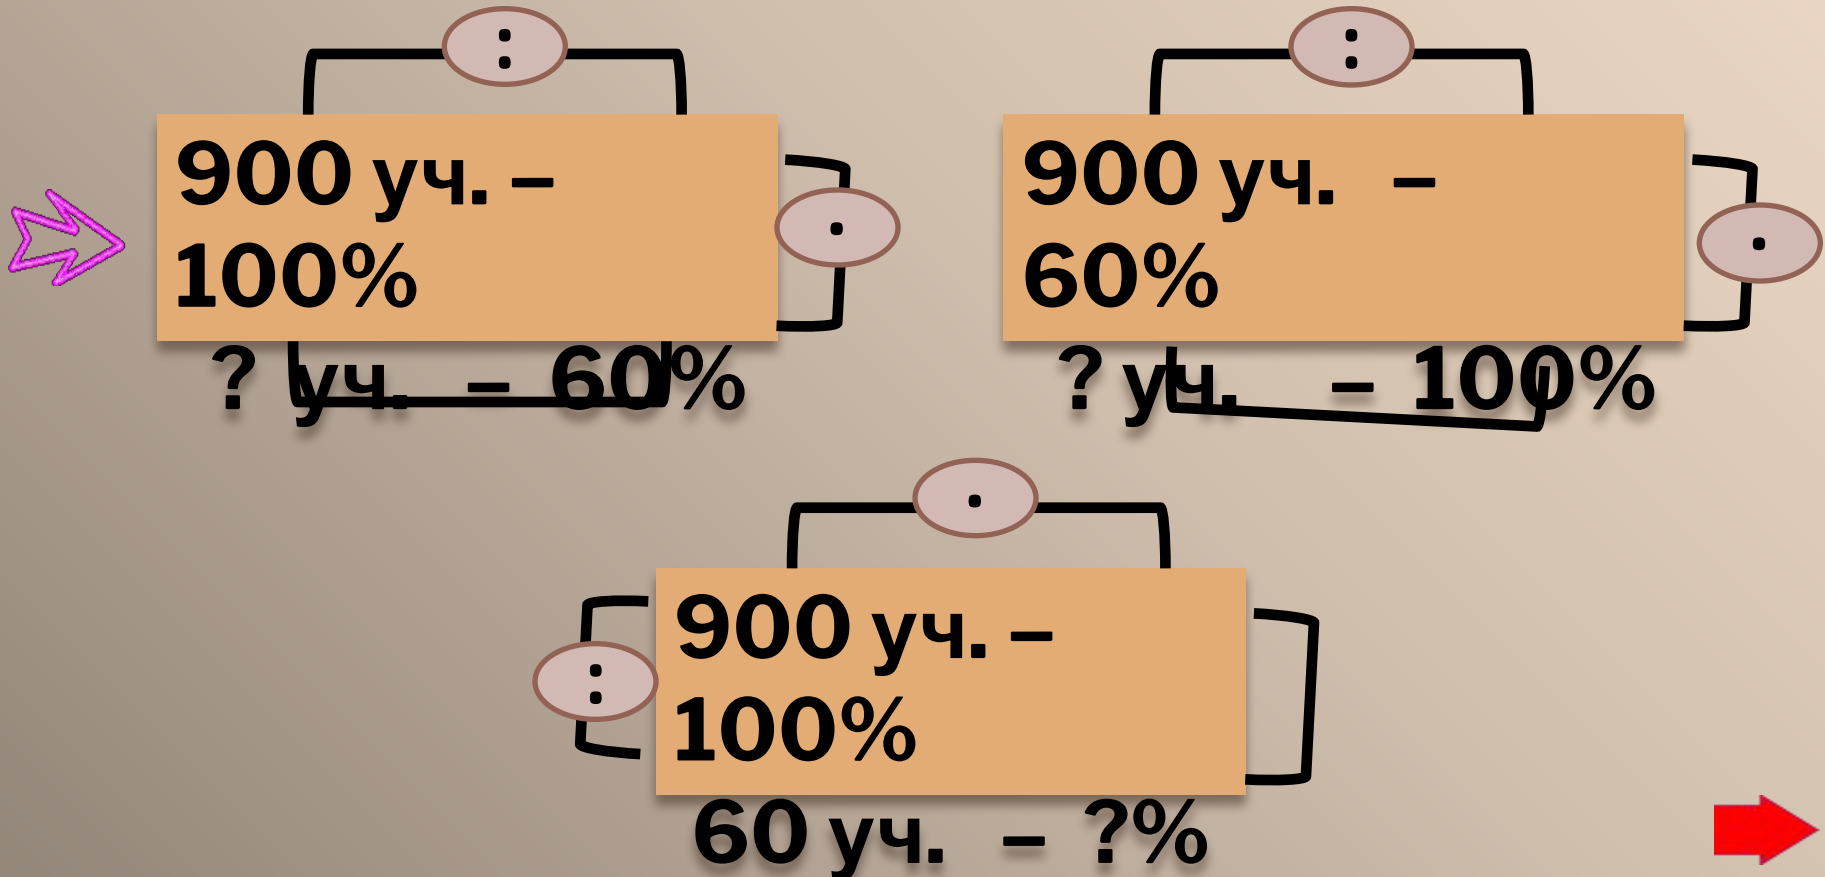 :
900 уч. –
100%
.
? уч. – 60%
:
900 уч. –
60%
.
? уч. – 100%
.
900 уч. –
100%
:
60 уч. – ?%